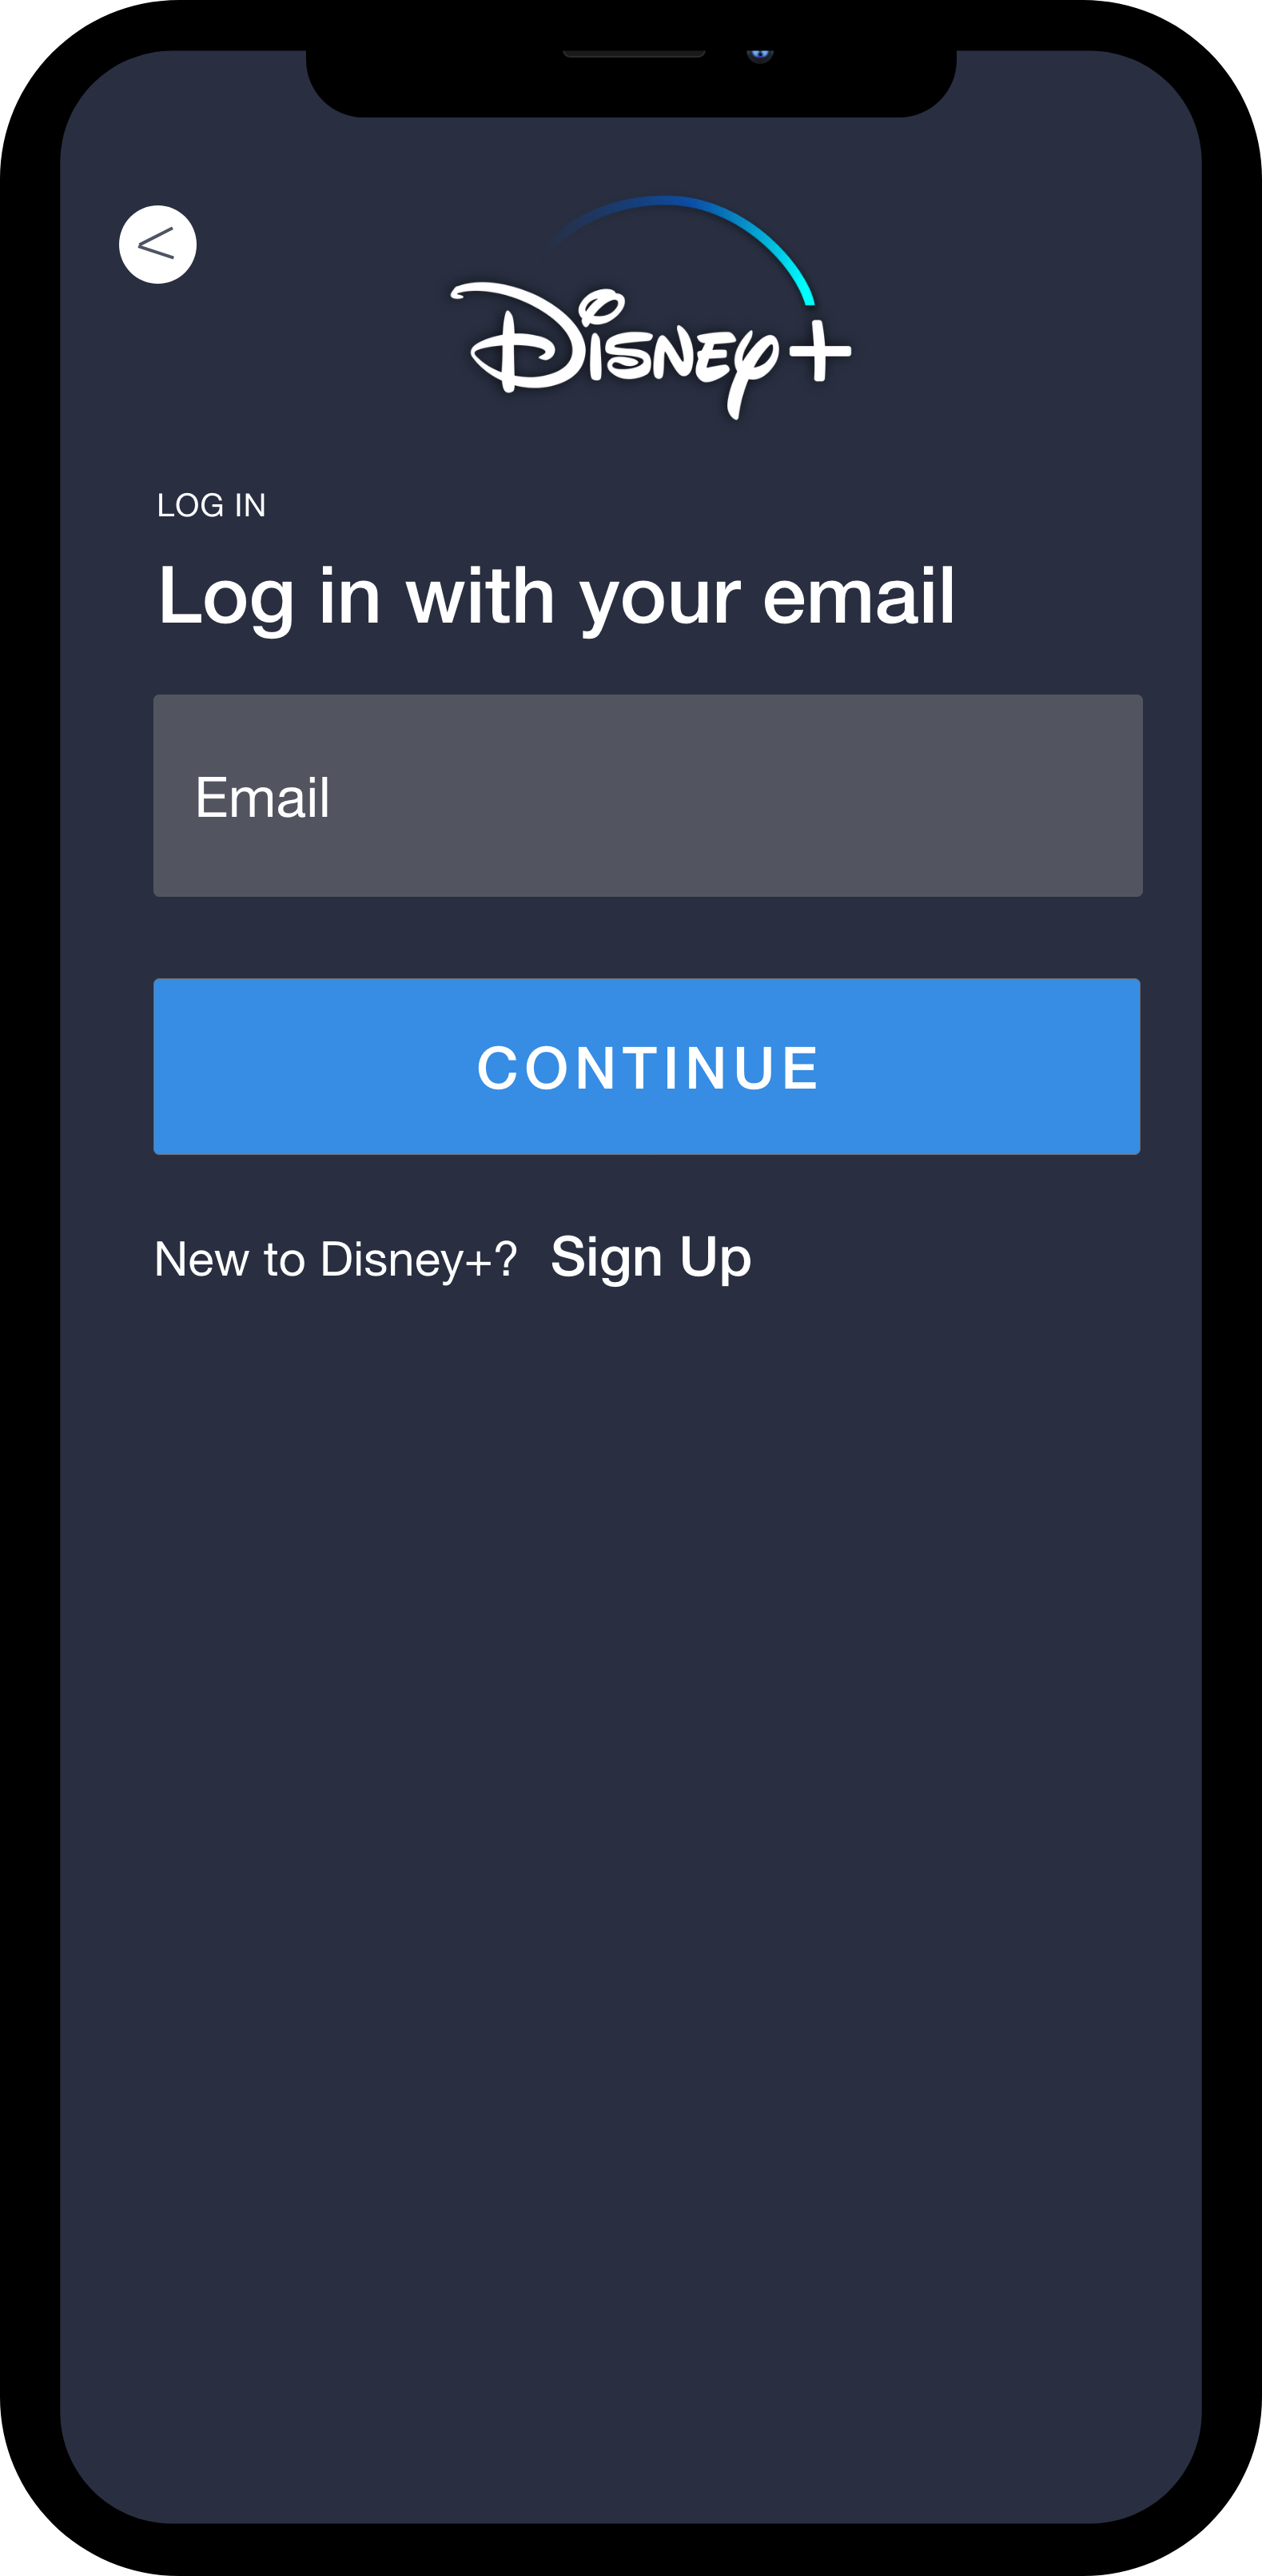 <
Disney+
LOG IN
Log in with your email
Email
CONTINUE
New to Disney+? Sign Up